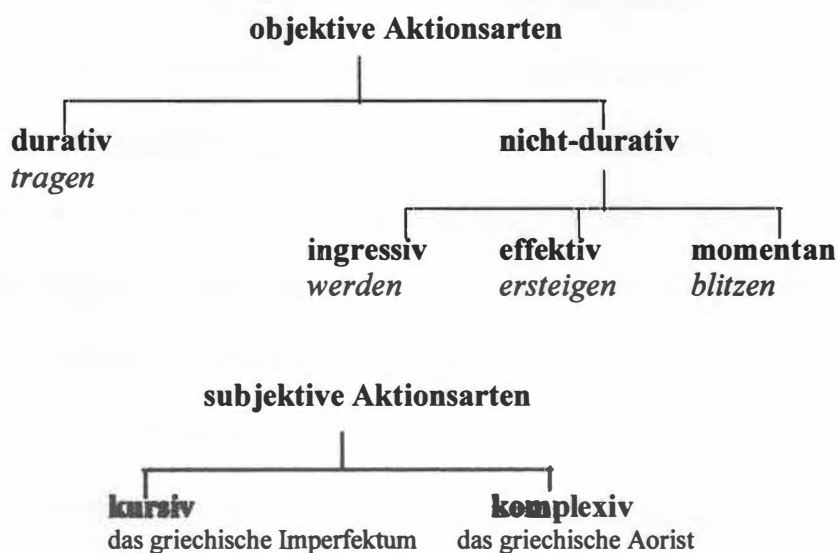 objektive Aktionsarten
durativ nicht-durativ
tragen
ingressiv effektiv momentan
werden ersteigen blitzen
subjektive Aktionsarten
kursiv komplexiv
das griechische Imperfektum das griechische Aorist